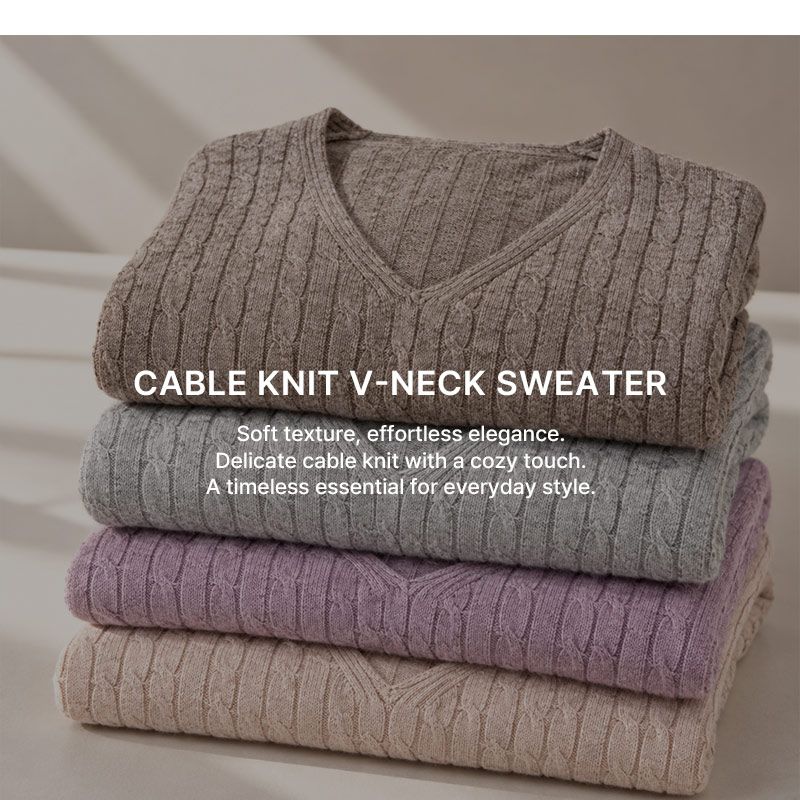 CABLE KNIT V-NECK SWEATER
Soft texture, effortless elegance.
Delicate cable knit with a cozy touch.
A timeless essential for everyday style.